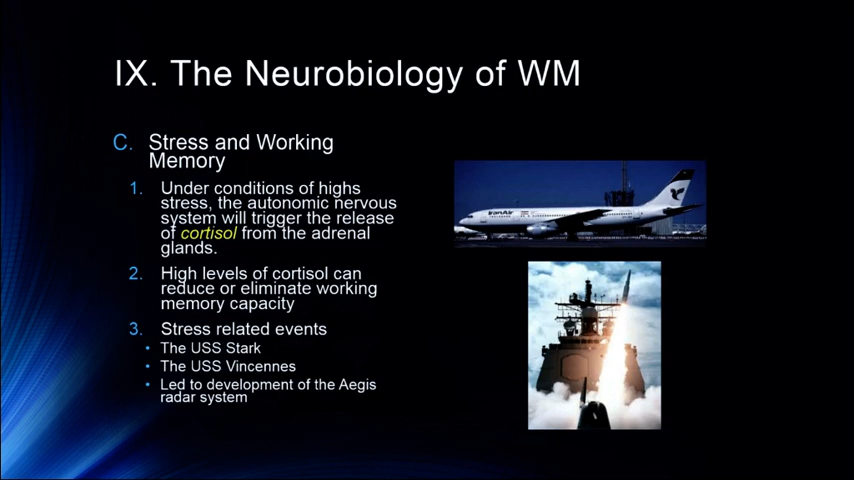 IX. The Neurobiology of WM
C. Stress and Working
Memory
1. Under conditions of highs
stress, the autonomic nervous
system will trigger the release
of cortisol from the adrenal
glands.
2. High levels of cortisol can
reduce or eliminate working
memory capacity
3. Stress related events
• The USS Stark
• The USS Vincennes
• Led to development of the Aegis
radar system
IranAir